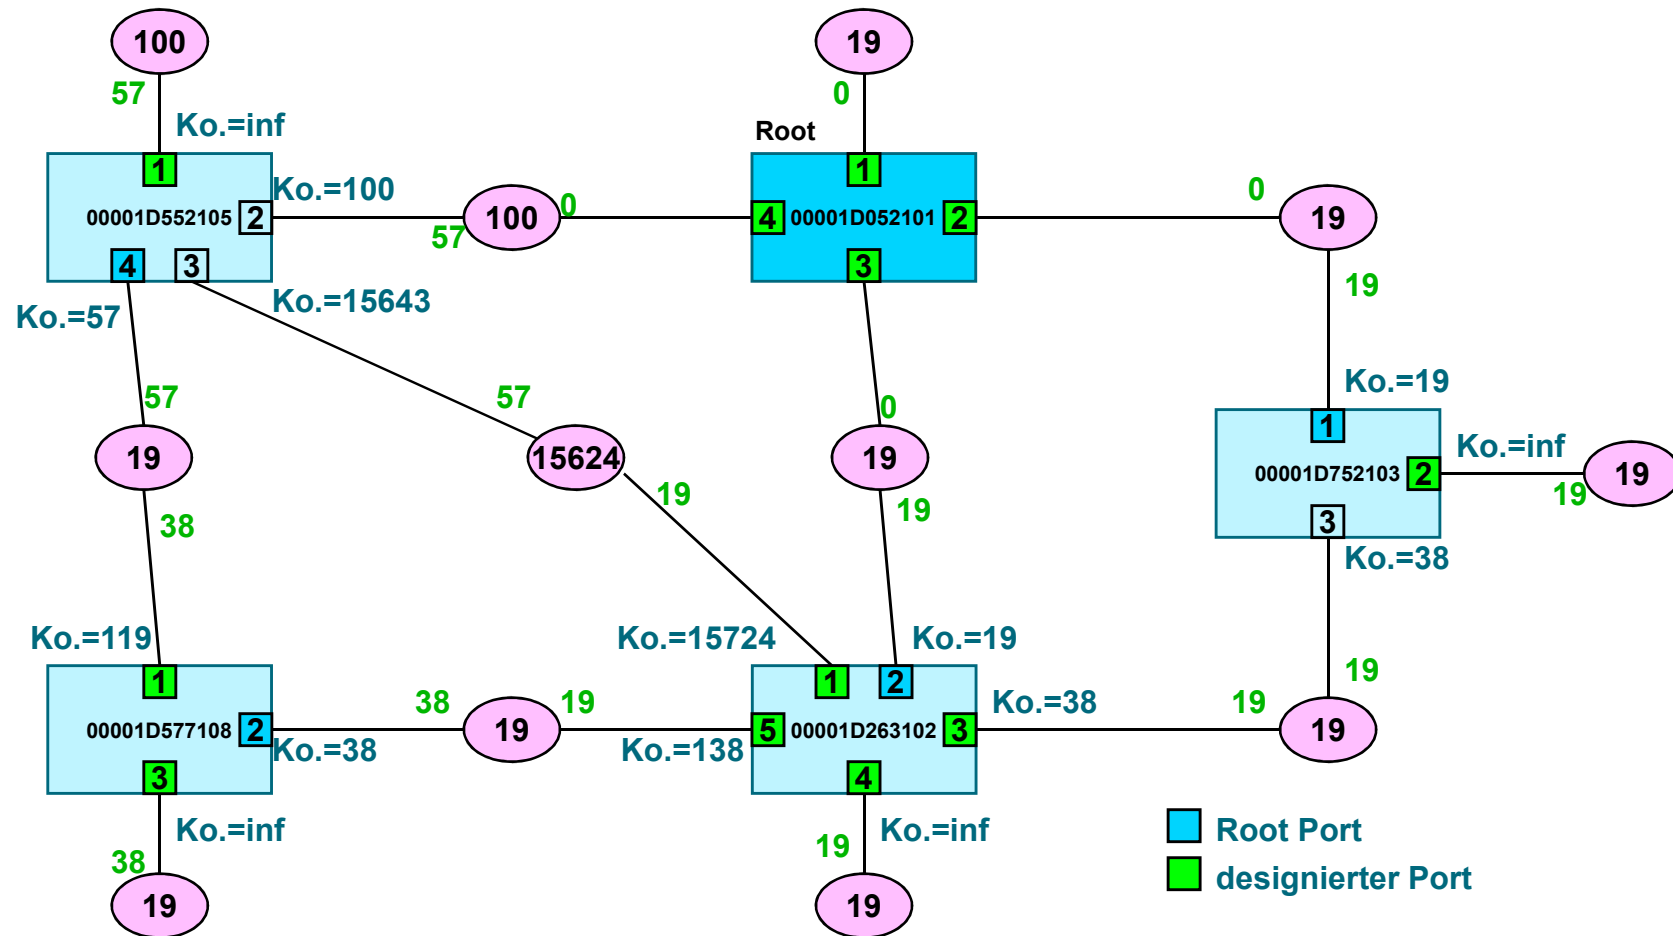 100
19
57
0
Ko.=inf
Root
1
1
Ko.=100
0
00001D552105
2
57
100
0
4
00001D052101
2
19
4
3
3
Ko.=57
Ko.=15643
19
Ko.=19
57
57
0
1
Ko.=inf
19
15624
19
00001D752103
2
19
19
38
19
19
3
Ko.=38
Ko.=119
Ko.=15724
Ko.=19
1
1
2
19
38
19
Ko.=38
19
00001D577108
2
19
5
00001D263102
3
19
Ko.=38
Ko.=138
3
4
Ko.=inf
Ko.=inf
Root Port
38
19
designierter Port
19
19